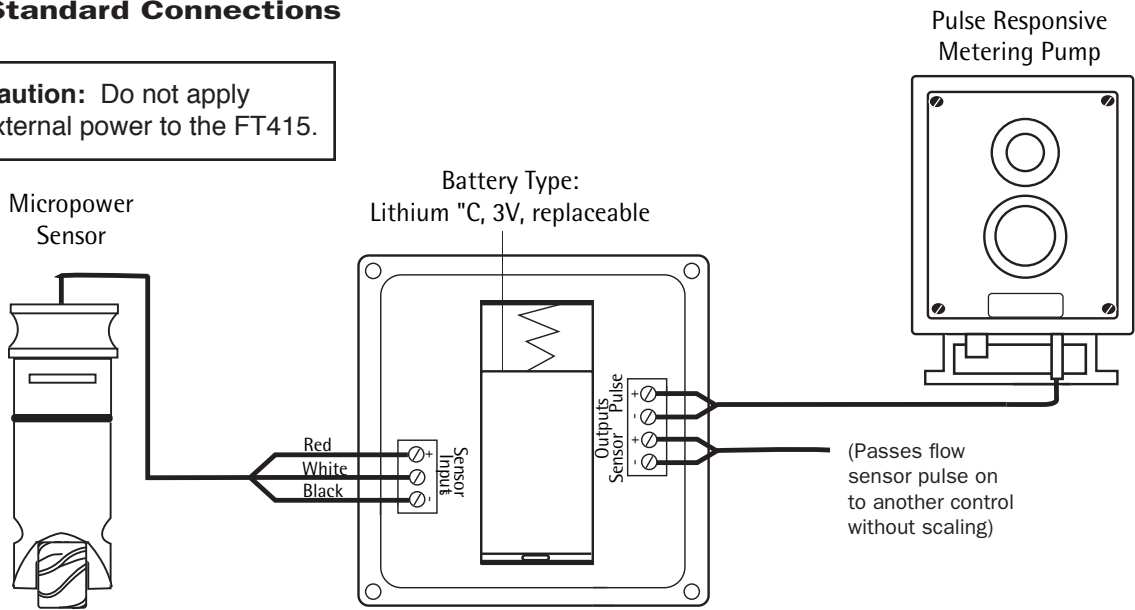 Standard Connections
Pulse Responsive
Metering Pump
aution: Do not apply
xternal power to the FT415.
Battery Type:
Lithium "C, 3V, replaceable
Micropower
Sensor
Red
White
Black
+
-
Sensor
Input
Outputs
Sensor Pulse
+
-
+
-
(Passes flow
sensor pulse on
to another control
without scaling)